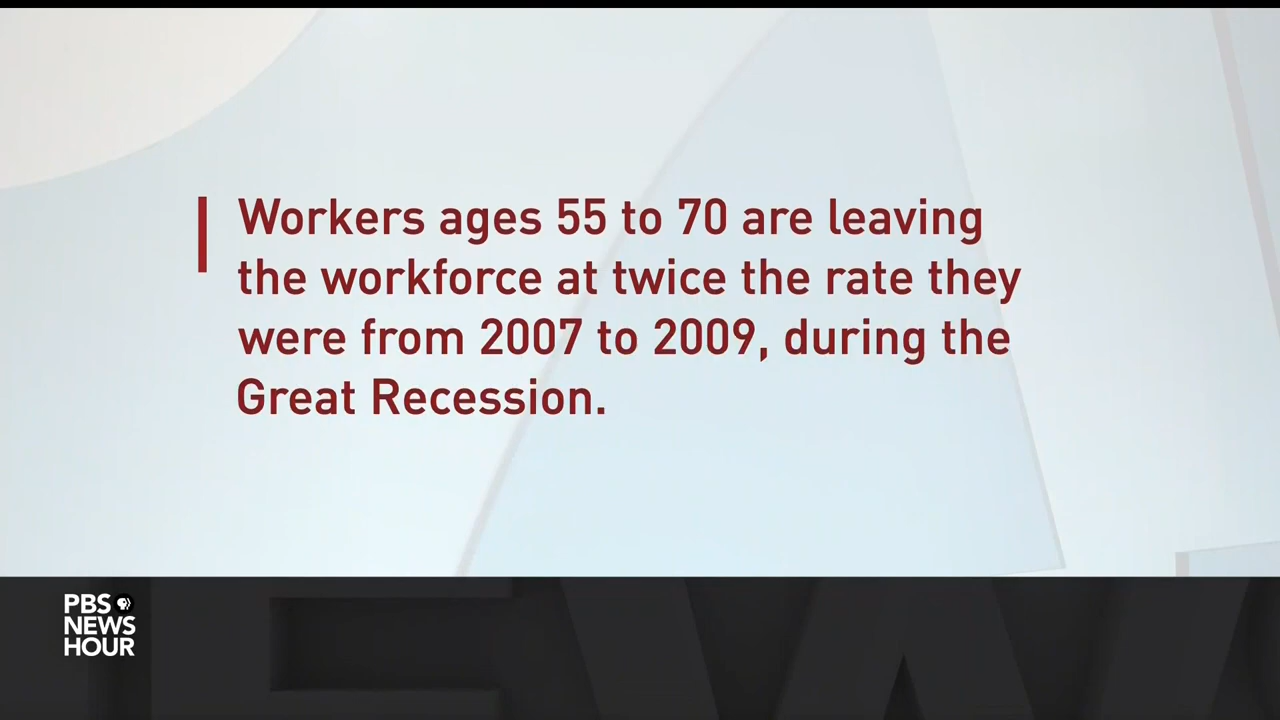 Workers ages 55 to 70 are leaving
the workforce at twice the rate they
were from 2007 to 2009, during the
Great Recession.
PBS
NEWS
HOUR